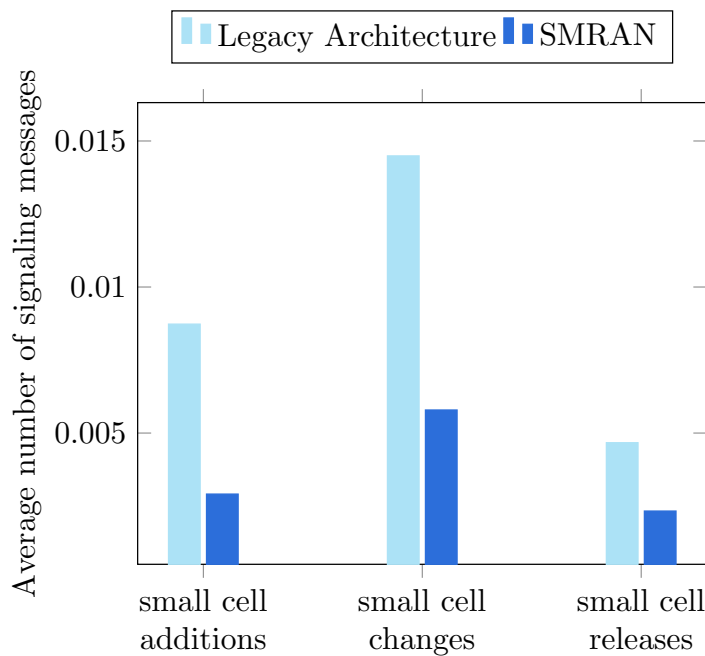 Legacy Architecture SMRAN
Average number of signaling messages
0.015
0.01
0.005
small cell
additions
small cell
changes
small cell
releases